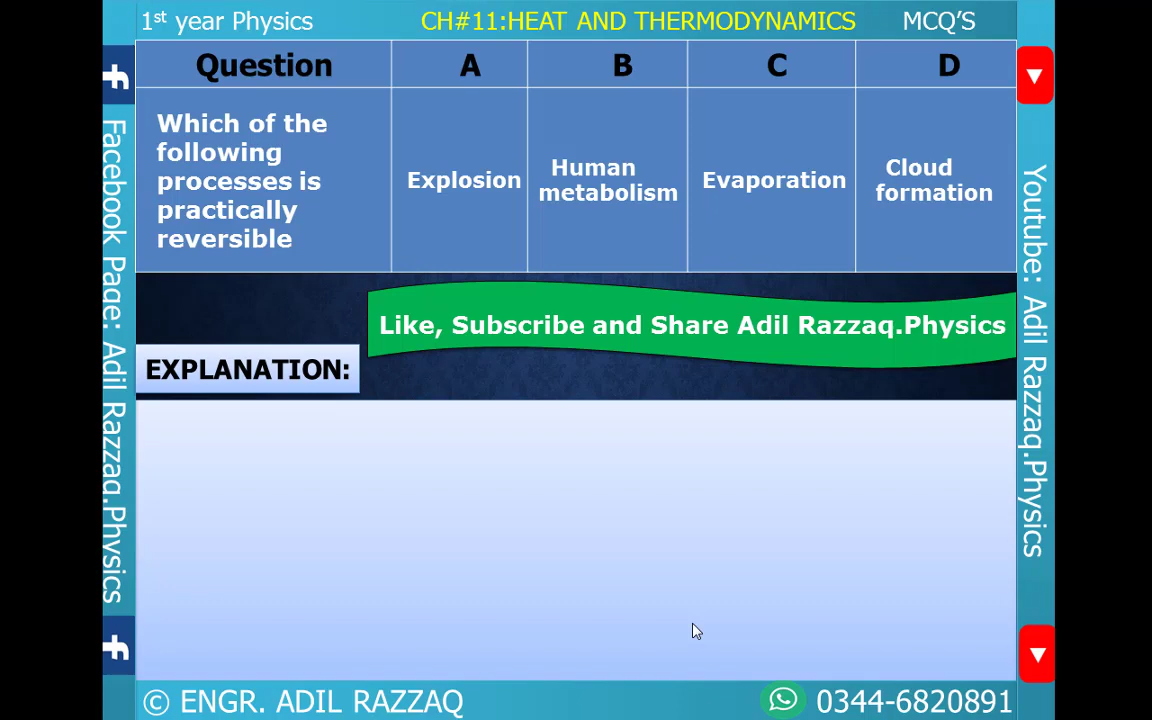 1st year Physics CH#11:HEAT AND THERMODYNAMICS MCQ'S
Question A B C D
Which of the
following
processes is
practically
reversible
Explosion
Human
metabolism
Evaporation
Cloud
formation
Like, Subscribe and Share Adil Razzaq.Physics
EXPLANATION:
Facebook Page: Adil Razzaq.Physics
Youtube: Adil Razzaq.Physics
© ENGR. ADIL RAZZAQ 0344-6820891